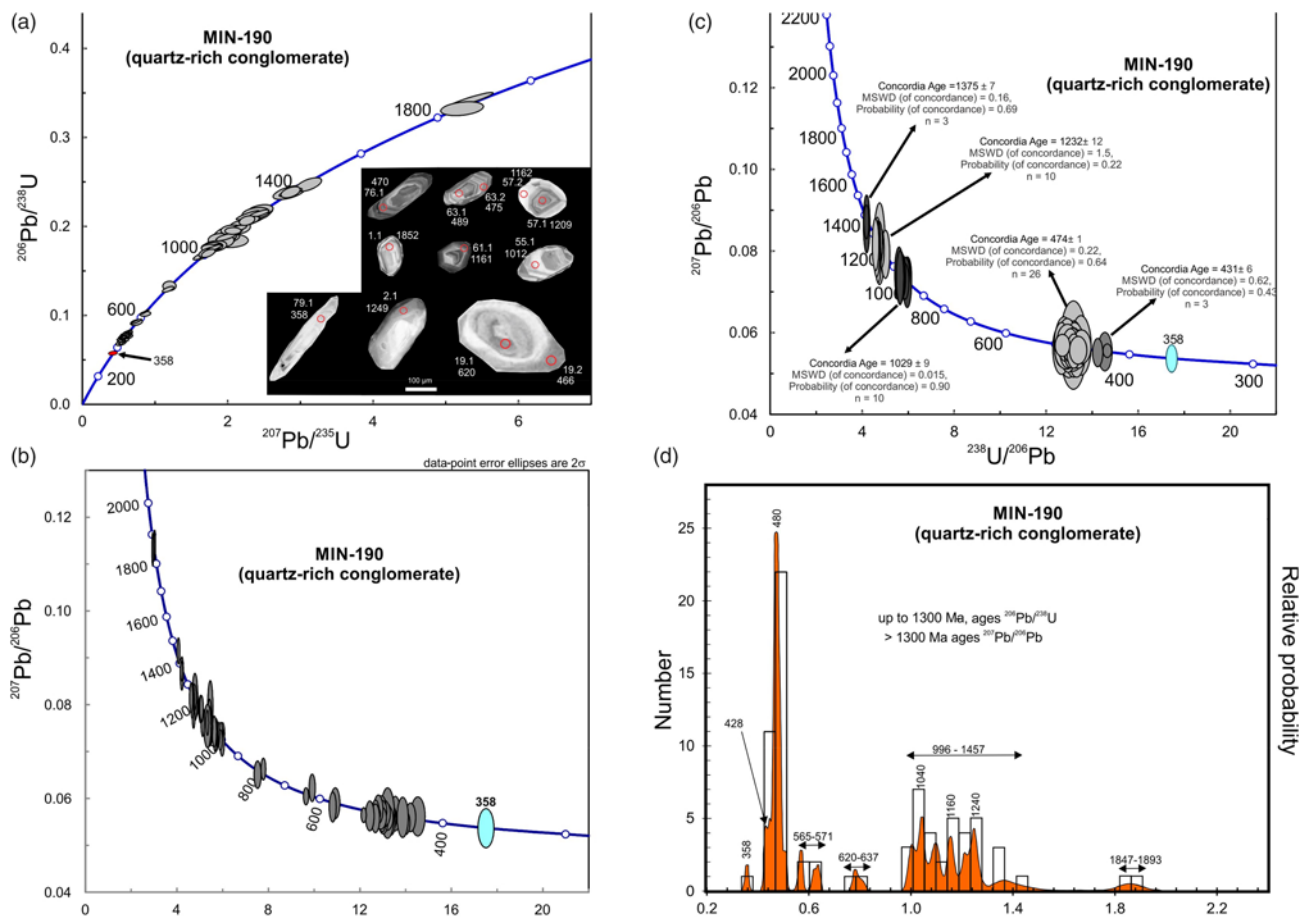 (a)
MIN-190
(quartz-rich conglomerate)
0.4
0.3
0.2
0.1
0.0
²⁰⁶Pb/²³⁸U
1800
1400
1000
600
200
358
470
76.1
63.1
489
63.2
475
1162
57.2
57.1 1209
1.1
1852
61.1
1161
55.1
1012
79.1
358
2.1
1249
19.1
620
19.2
466
100 µm
0
2
4
6
²⁰⁷Pb/²³⁵U
(b)
data-point error ellipses are 2σ
MIN-190
(quartz-rich conglomerate)
0.12
0.10
0.08
0.06
0.04
²⁰⁷Pb/²⁰⁶Pb
2000
1800
1600
1400
1200
1000
800
600
400
358
0
4
8
12
16
20
(c)
MIN-190
(quartz-rich conglomerate)
2200
2000
1800
1600
1400
1200
1000
800
600
400
300
358
0.12
0.10
0.08
0.06
0.04
²⁰⁷Pb/²⁰⁶Pb
Concordia Age =1375 ± 7
MSWD (of concordance) = 0.16,
Probability (of concordance) = 0.69
n = 3
Concordia Age = 1232± 12
MSWD (of concordance) = 1.5,
Probability (of concordance) = 0.22
n = 10
Concordia Age = 474± 1
MSWD (of concordance) = 0.22,
Probability (of concordance) = 0.64
n = 26
Concordia Age = 431± 6
MSWD (of concordance) = 0.62,
Probability (of concordance) = 0.43
n = 3
Concordia Age = 1029 ± 9
MSWD (of concordance) = 0.015,
Probability (of concordance) = 0.90
n = 10
0
4
8
12
16
20
²³⁸U/²⁰⁶Pb
(d)
MIN-190
(quartz-rich conglomerate)
up to 1300 Ma, ages ²⁰⁶Pb/²³⁸U
> 1300 Ma ages ²⁰⁷Pb/²⁰⁶Pb
25
20
15
10
5
0
Number
Relative probability
480
428
358
565-571
620-637
996 - 1457
1040
1160
1240
1847-1893
0.2
0.6
1.0
1.4
1.8
2.2